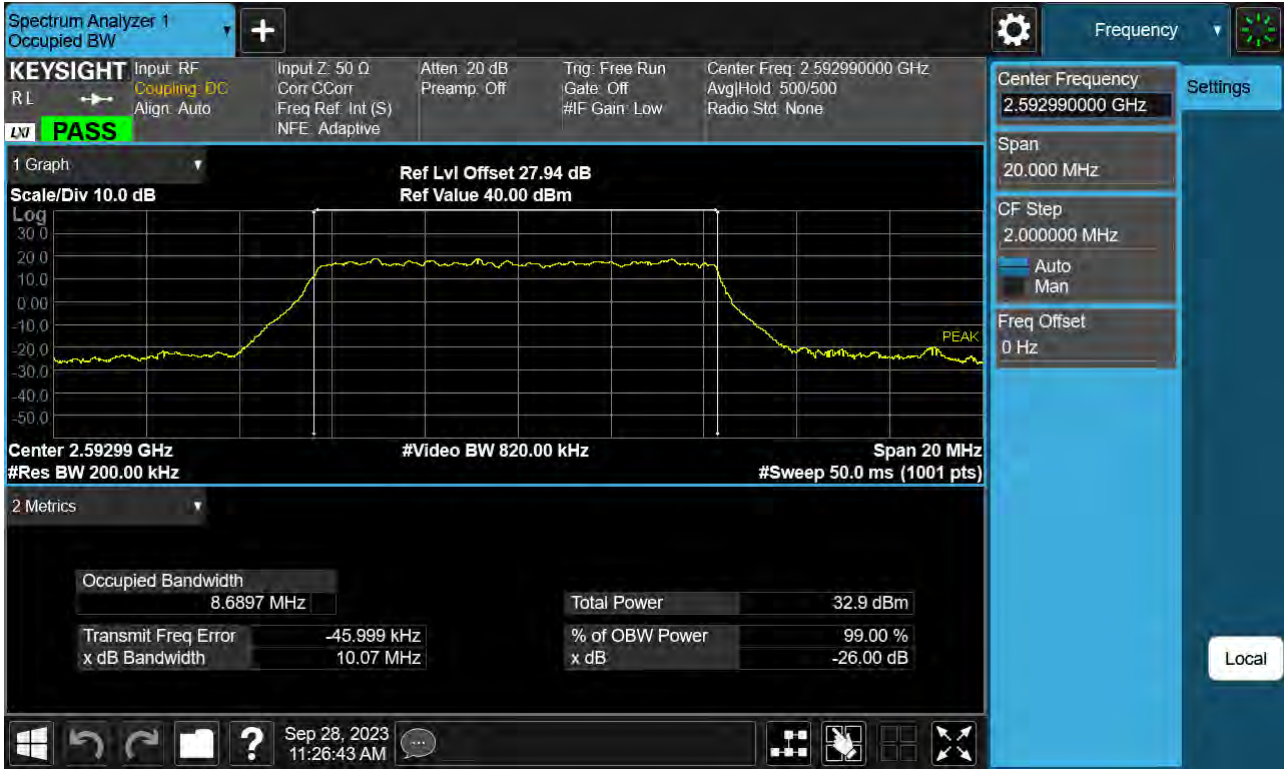 Spectrum Analyzer 1
Occupied BW
+
Frequency
KEYSIGHT
RL
LXI
PASS
Input: RF
Coupling: DC
Align: Auto
Input Z: 50 Ω
Corr CCorr
Freq Ref: Int (S)
NFE: Adaptive
Atten: 20 dB
Preamp: Off
Trig: Free Run
Gate: Off
#IF Gain: Low
Center Freq: 2.592990000 GHz
Avg|Hold: 500/500
Radio Std: None
Center Frequency
2.592990000 GHz
Settings
Span
20.000 MHz
CF Step
2.000000 MHz
Auto
Man
Freq Offset
0 Hz
Local
1 Graph
Scale/Div 10.0 dB
Ref Lvl Offset 27.94 dB
Ref Value 40.00 dBm
Log
30.0
20.0
10.0
0.00
-10.0
-20.0
-30.0
-40.0
-50.0
PEAK
Center 2.59299 GHz
#Video BW 820.00 kHz
Span 20 MHz
#Res BW 200.00 kHz
#Sweep 50.0 ms (1001 pts)
2 Metrics
Occupied Bandwidth
8.6897 MHz
Total Power 32.9 dBm
Transmit Freq Error -45.999 kHz
% of OBW Power 99.00 %
x dB Bandwidth 10.07 MHz
x dB -26.00 dB
?
Sep 28, 2023
11:26:43 AM